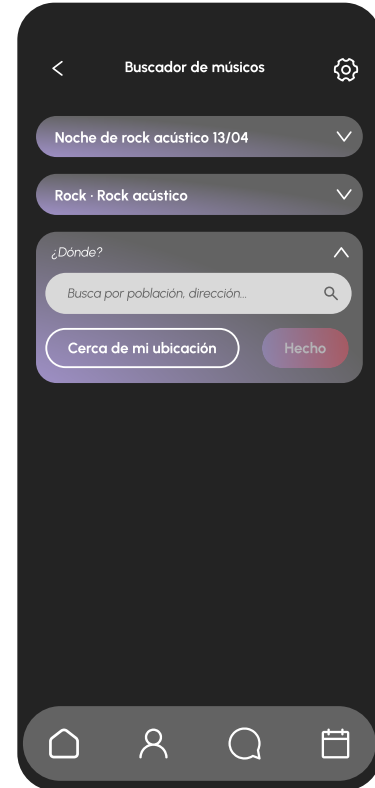 Buscador de músicos
Noche de rock acústico 13/04
Rock · Rock acústico
¿Dónde?
Busca por población, dirección...
Cerca de mi ubicación
Hecho